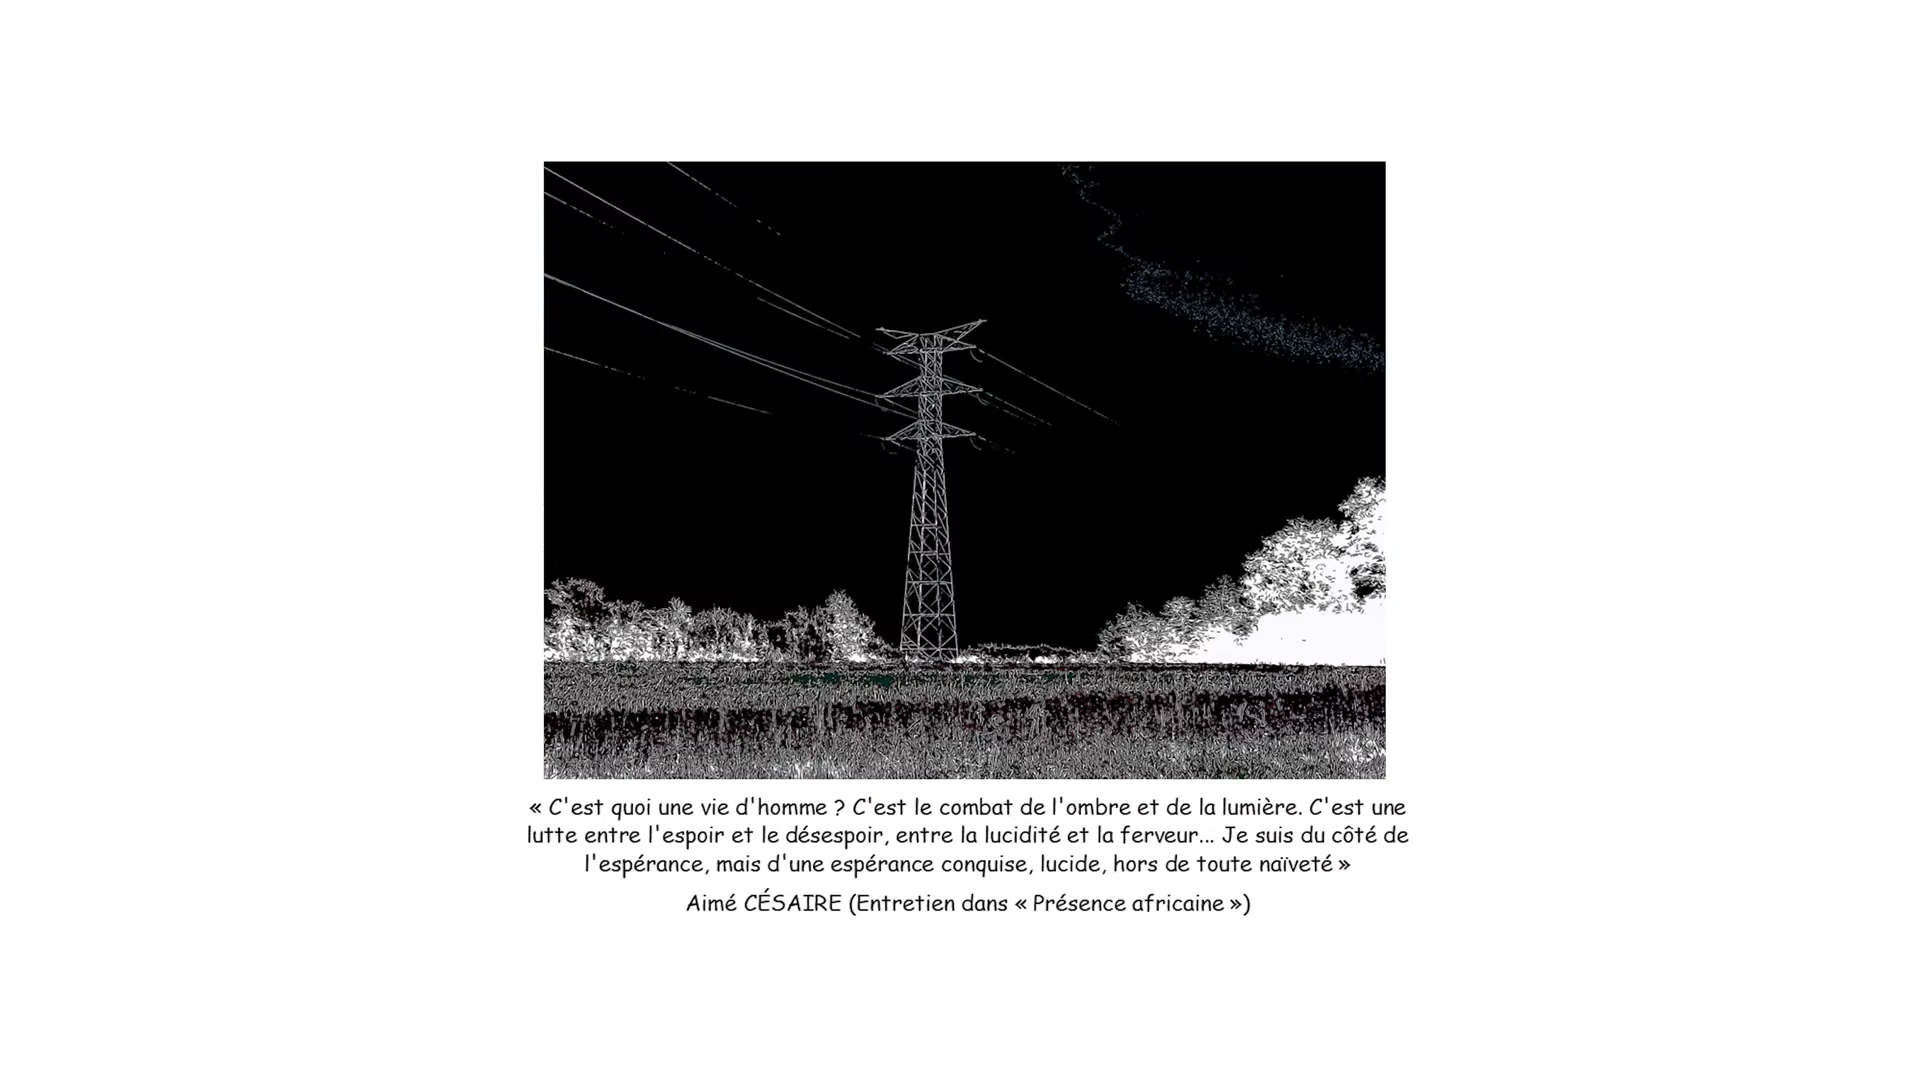 « C'est quoi une vie d'homme ? C'est le combat de l'ombre et de la lumière. C'est une
lutte entre l'espoir et le désespoir, entre la lucidité et la ferveur... Je suis du côté de
l'espérance, mais d'une espérance conquise, lucide, hors de toute naïveté »
Aimé CÉSAIRE (Entretien dans « Présence africaine »)